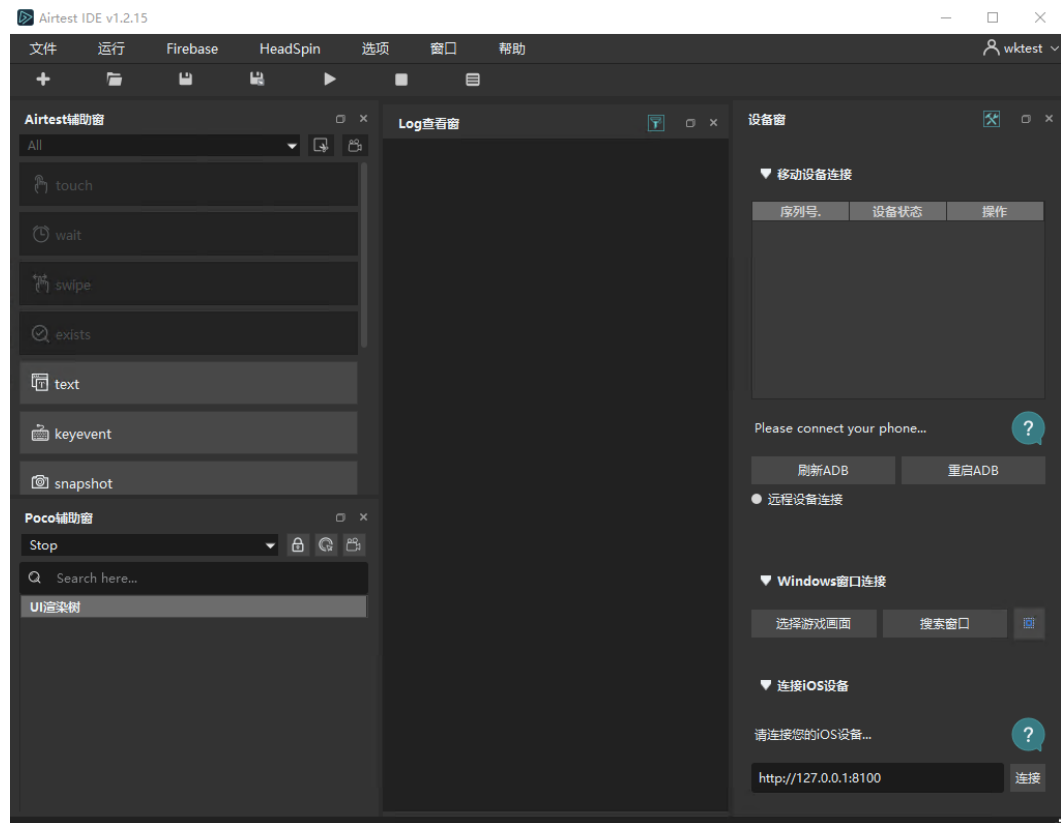 Airtest IDE v1.2.15
文件 运行 Firebase HeadSpin 选项 窗口 帮助 wktest
Airtest辅助窗
All
touch
wait
swipe
exists
text
keyevent
snapshot
Poco辅助窗
Stop
Search here...
UI渲染树
Log查看窗
设备窗
移动设备连接
序列号. 设备状态 操作
Please connect your phone...
?
刷新ADB 重启ADB
远程设备连接
Windows窗口连接
选择游戏画面 搜索窗口
连接iOS设备
请连接您的iOS设备...
?
http://127.0.0.1:8100 连接